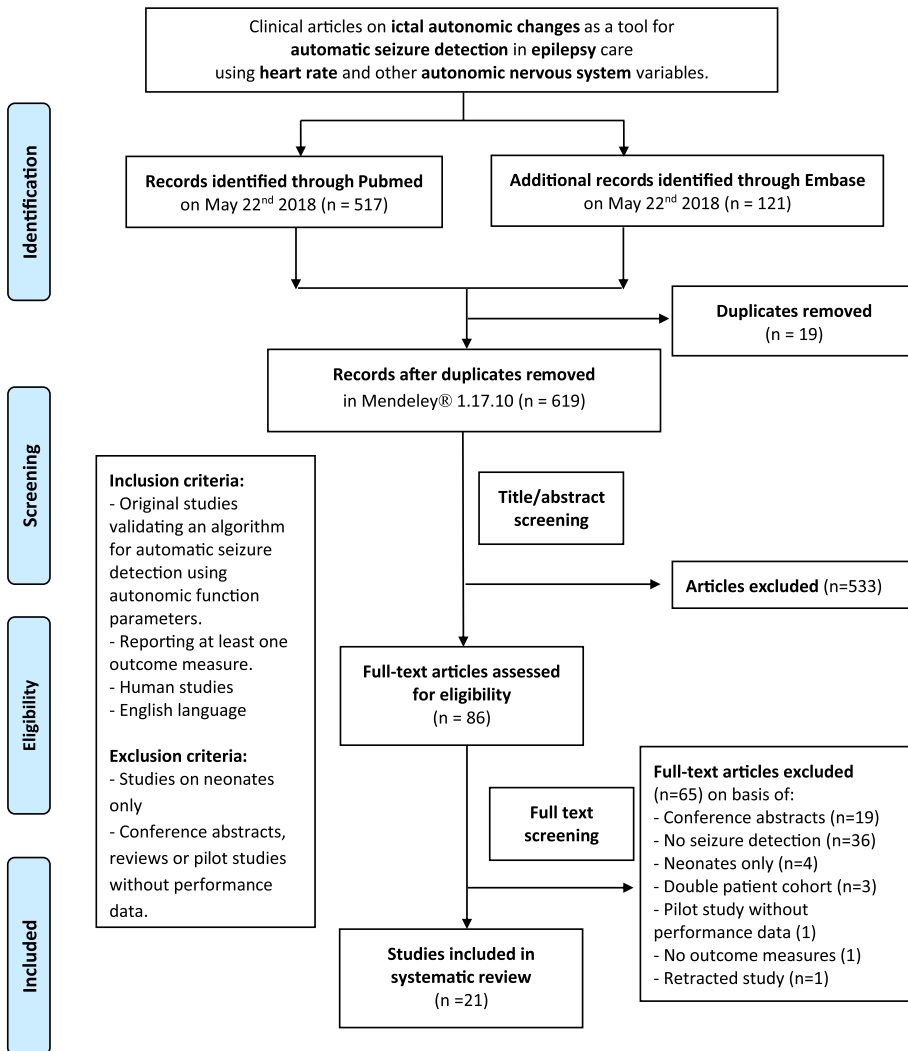 Clinical articles on ictal autonomic changes as a tool for
automatic seizure detection in epilepsy care
using heart rate and other autonomic nervous system variables.
Identification
Records identified through Pubmed
on May 22nd 2018 (n = 517)
Additional records identified through Embase
on May 22nd 2018 (n = 121)
Duplicates removed
(n = 19)
Records after duplicates removed
in Mendeley® 1.17.10 (n = 619)
Screening
Title/abstract
screening
Articles excluded (n=533)
Inclusion criteria:
- Original studies
validating an algorithm
for automatic seizure
detection using
autonomic function
parameters.
- Reporting at least one
outcome measure.
- Human studies
- English language
Exclusion criteria:
- Studies on neonates
only
- Conference abstracts,
reviews or pilot studies
without performance
data.
Eligibility
Full-text articles assessed
for eligibility
(n = 86)
Full text
screening
Full-text articles excluded
(n=65) on basis of:
- Conference abstracts (n=19)
- No seizure detection (n=36)
- Neonates only (n=4)
- Double patient cohort (n=3)
- Pilot study without
performance data (1)
- No outcome measures (1)
- Retracted study (n=1)
Included
Studies included in
systematic review
(n =21)